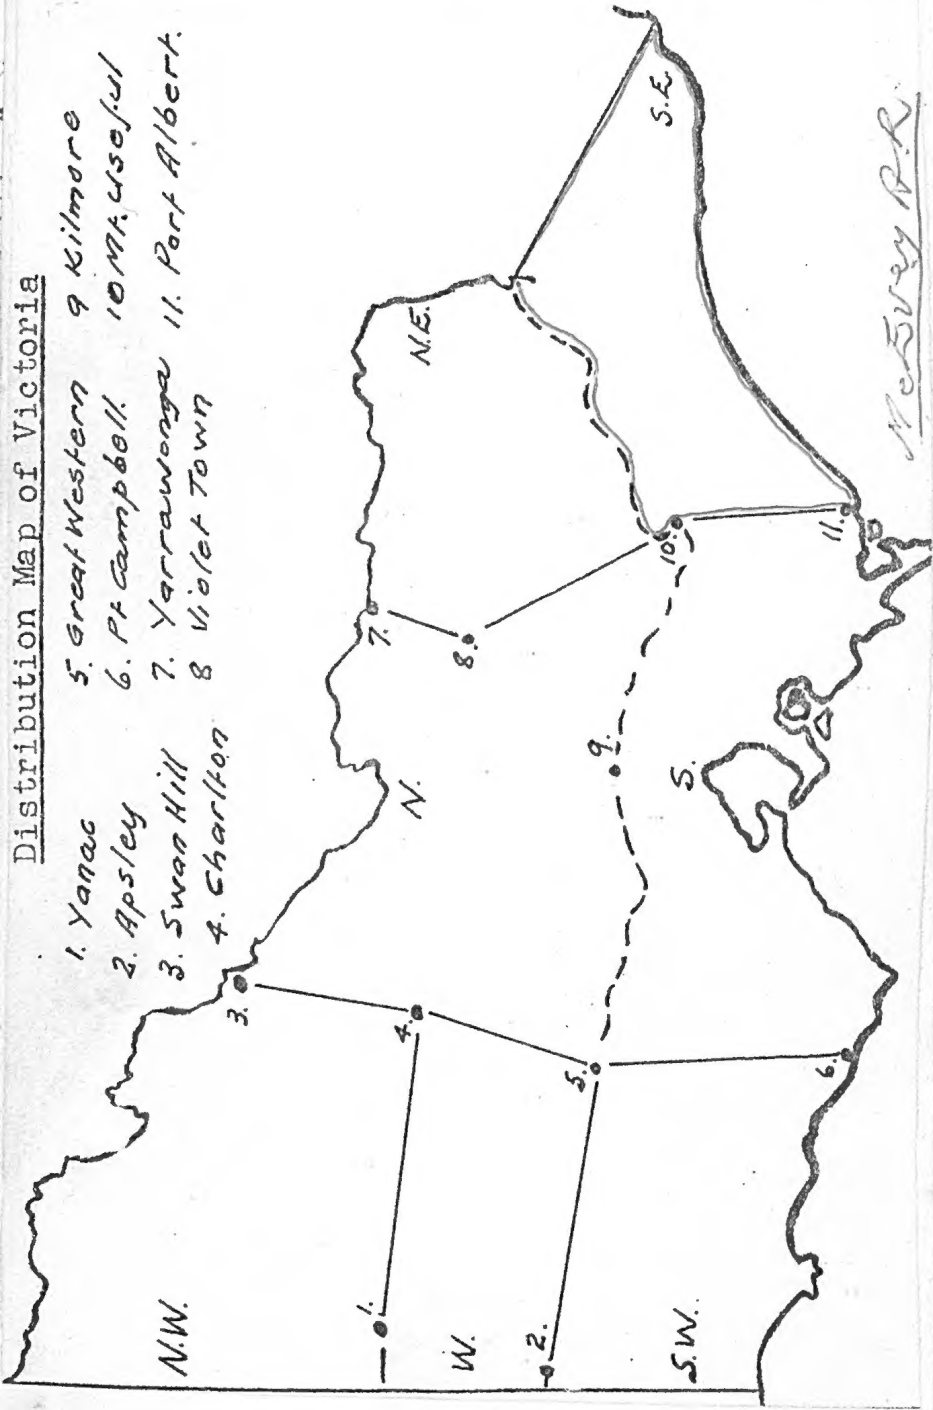 Distribution Map of Victoria
1. Yanac 5. Great Western 9 Kilmore
2. Apsley 6. Pt Campbell. 10 Mt. Useful
3. Swan Hill 7. Yarrawonga 11. Port Albert.
4. Charlton 8 Violet Town
N.W.
3.
N.
7.
N.E.
1.
4.
8.
W.
2.
5.
9.
10.
S.E.
S.W.
6.
S.
11.
McEvey A.R.